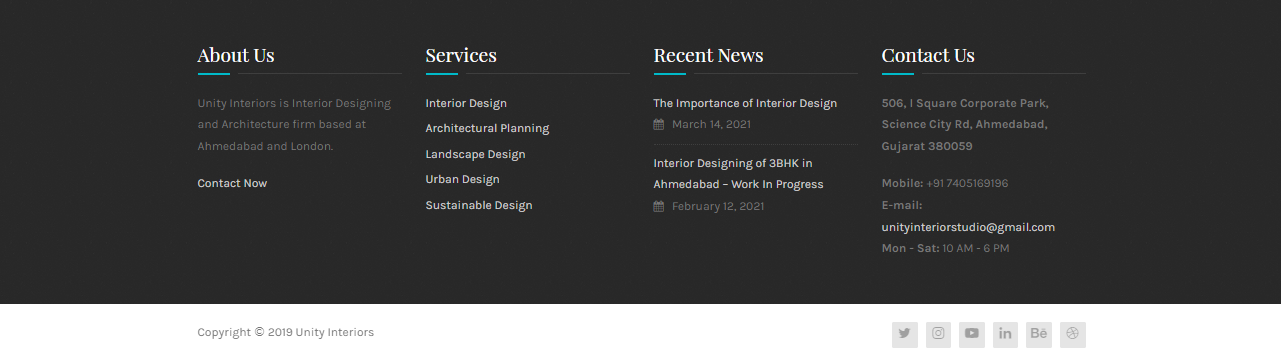 About Us
Unity Interiors is Interior Designing
and Architecture firm based at
Ahmedabad and London.
Contact Now
Services
Interior Design
Architectural Planning
Landscape Design
Urban Design
Sustainable Design
Recent News
The Importance of Interior Design
March 14, 2021
Interior Designing of 3BHK in
Ahmedabad – Work In Progress
February 12, 2021
Contact Us
506, I Square Corporate Park,
Science City Rd, Ahmedabad,
Gujarat 380059
Mobile: +91 7405169196
E-mail:
unityinteriorstudio@gmail.com
Mon - Sat: 10 AM - 6 PM
Copyright © 2019 Unity Interiors